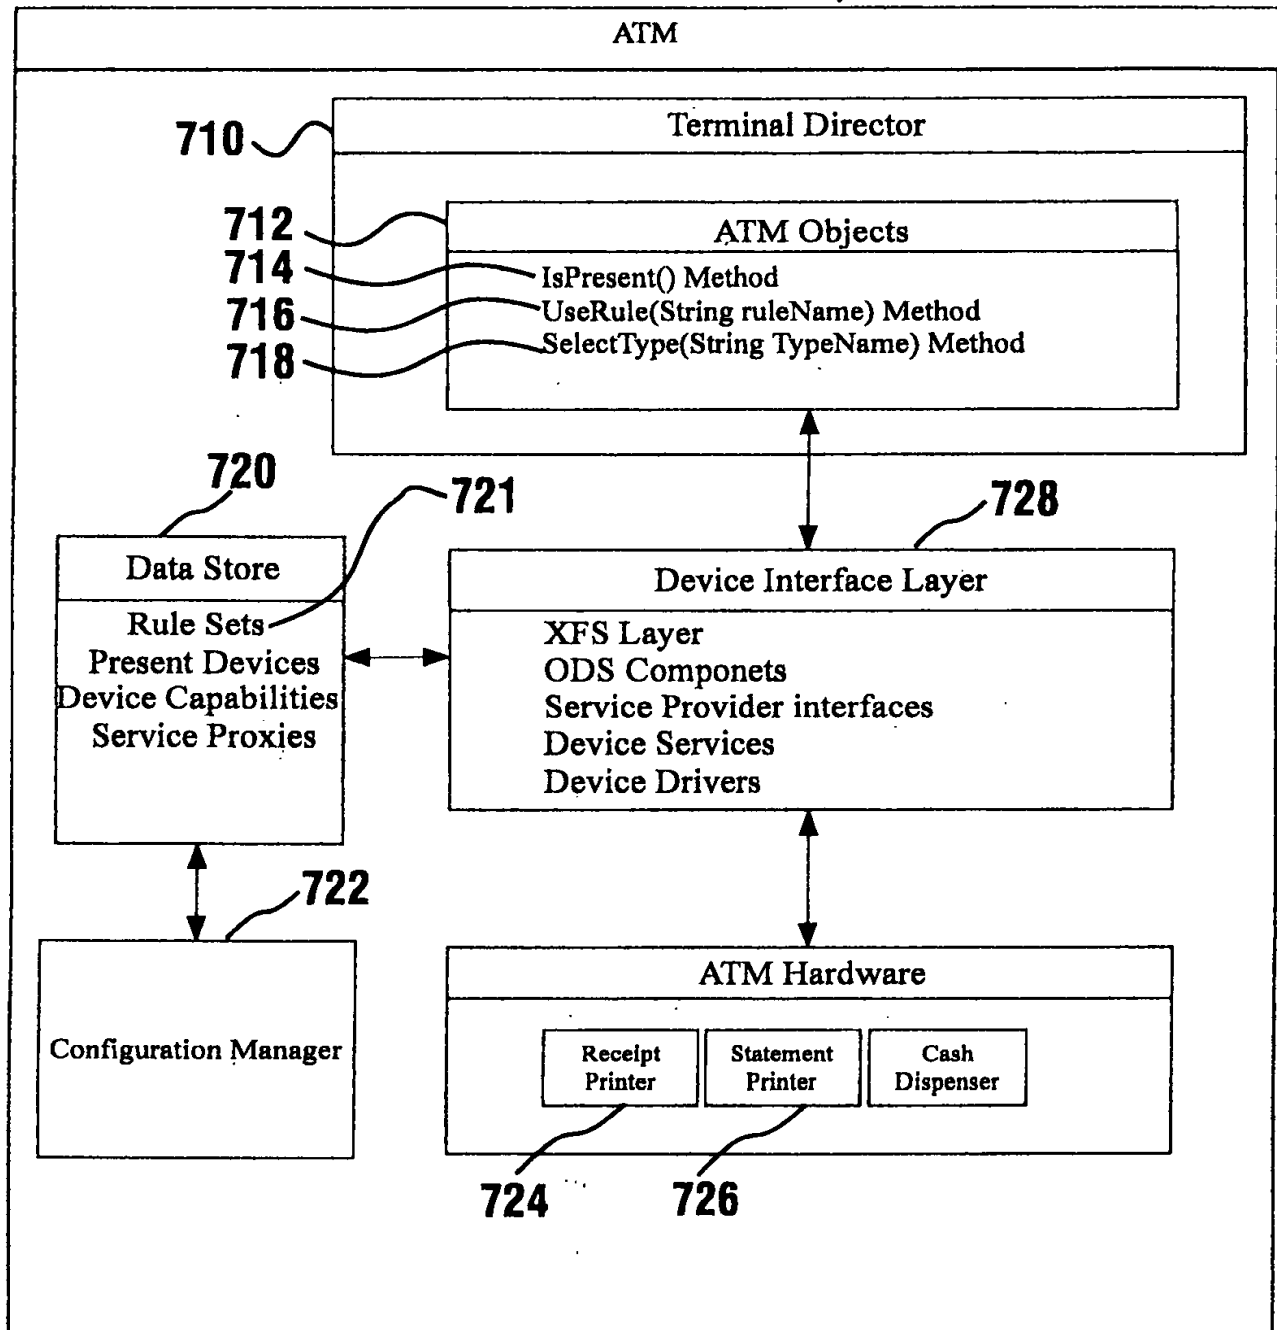 ATM
Terminal Director
710
712
ATM Objects
714
IsPresent() Method
716
UseRule(String ruleName) Method
718
SelectType(String TypeName) Method
720
721
728
Data Store
Rule Sets
Present Devices
Device Capabilities
Service Proxies
Device Interface Layer
XFS Layer
ODS Componets
Service Provider interfaces
Device Services
Device Drivers
722
Configuration Manager
ATM Hardware
Receipt
Printer
Statement
Printer
Cash
Dispenser
724
726